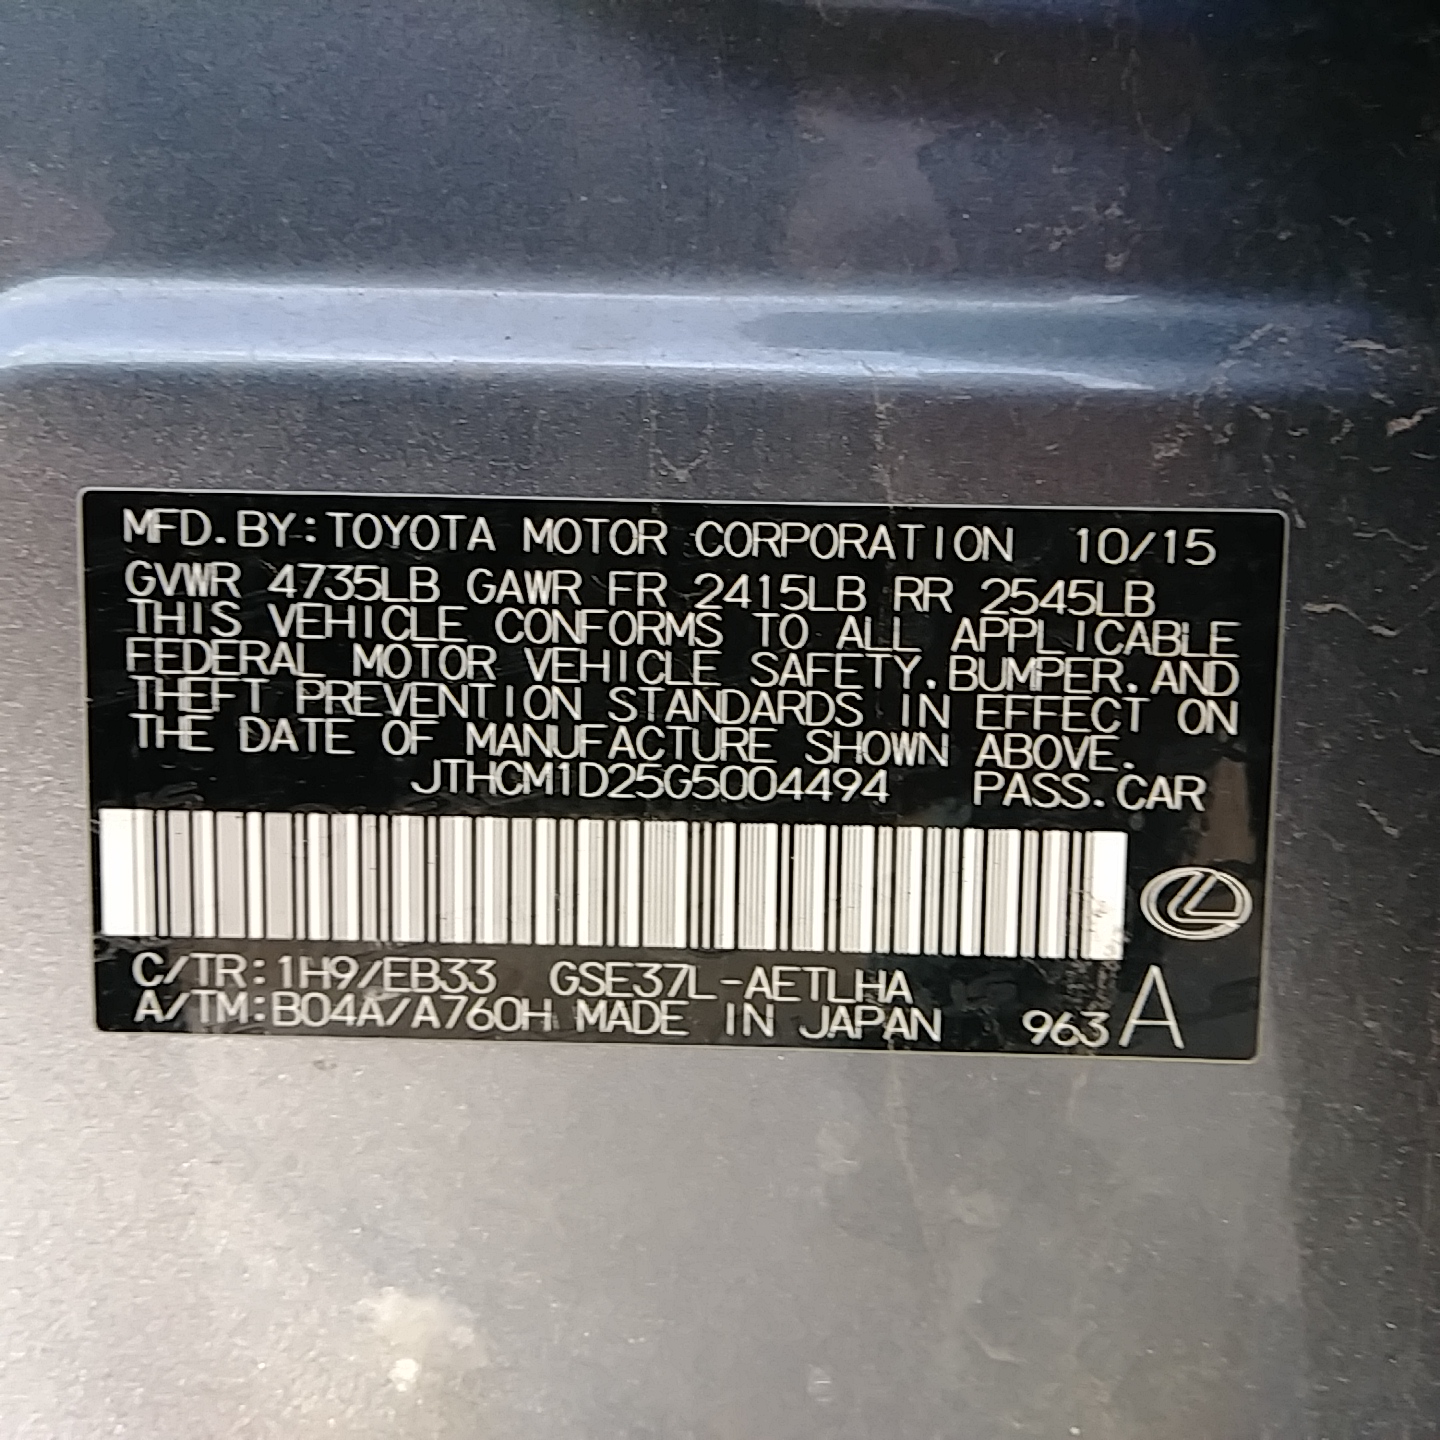 MFD.BY:TOYOTA MOTOR CORPORATION 10/15
GVWR 4735LB GAWR FR 2415LB RR 2545LB
THIS VEHICLE CONFORMS TO ALL APPLICABLE
FEDERAL MOTOR VEHICLE SAFETY,BUMPER,AND
THEFT PREVENTION STANDARDS IN EFFECT ON
THE DATE OF MANUFACTURE SHOWN ABOVE.
JTHCM1D25G5004494 PASS.CAR
C/TR:1H9/EB33 GSE37L-AETLHA
A/TM:B04A/A760H MADE IN JAPAN 963 A